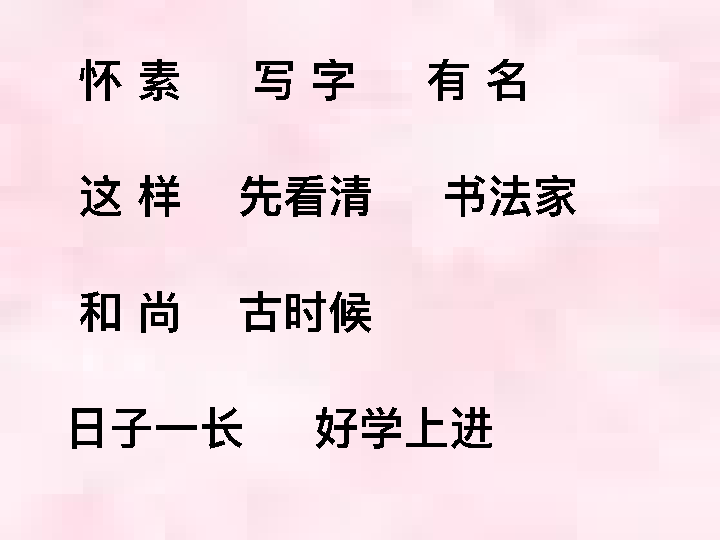 怀 素 写 字 有 名
这 样 先看清 书法家
和 尚 古时候
日子一长 好学上进